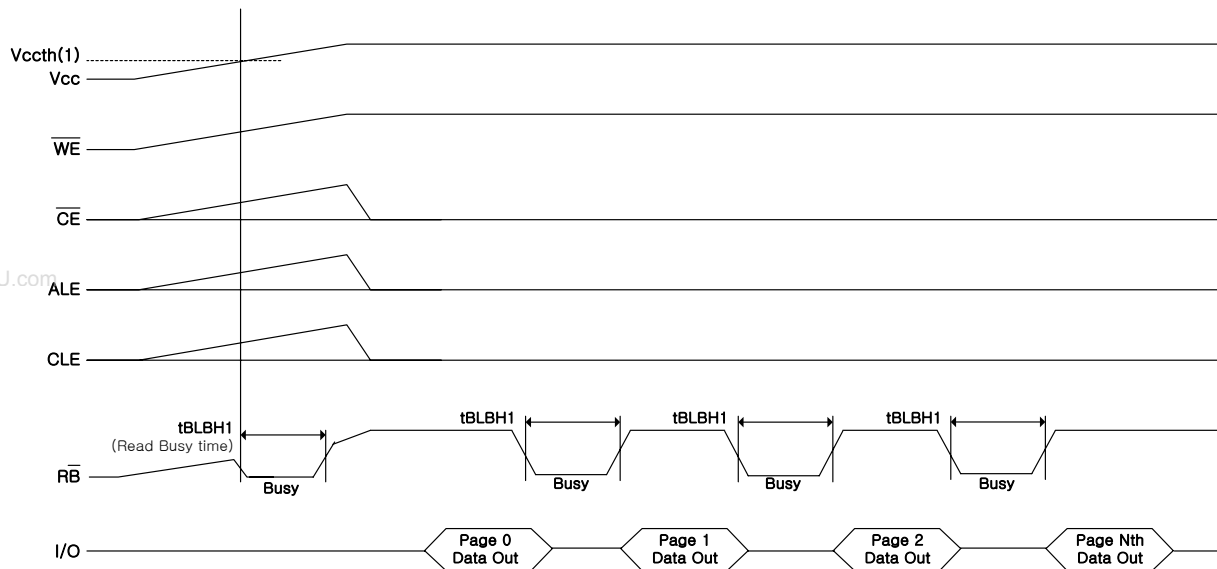 Vccth(1)
Vcc
WE
CE
J.com
ALE
CLE
tBLBH1
(Read Busy time)
tBLBH1
tBLBH1
tBLBH1
RB
Busy
Busy
Busy
Busy
I/O
Page 0
Data Out
Page 1
Data Out
Page 2
Data Out
Page Nth
Data Out